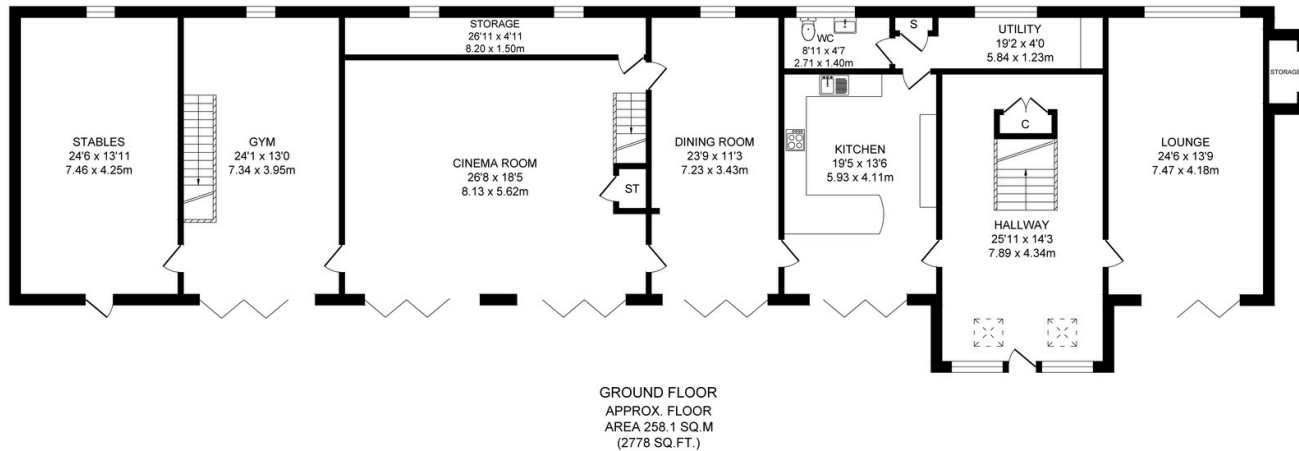 STORAGE
26'11 x 4'11
8.20 x 1.50m
WC
8'11 x 4'7
2.71 x 1.40m
S
UTILITY
19'2 x 4'0
5.84 x 1.23m
STORAGE
STABLES
24'6 x 13'11
7.46 x 4.25m
GYM
24'1 x 13'0
7.34 x 3.95m
CINEMA ROOM
26'8 x 18'5
8.13 x 5.62m
ST
DINING ROOM
23'9 x 11'3
7.23 x 3.43m
KITCHEN
19'5 x 13'6
5.93 x 4.11m
C
HALLWAY
25'11 x 14'3
7.89 x 4.34m
LOUNGE
24'6 x 13'9
7.47 x 4.18m
GROUND FLOOR
APPROX. FLOOR
AREA 258.1 SQ.M
(2778 SQ.FT.)